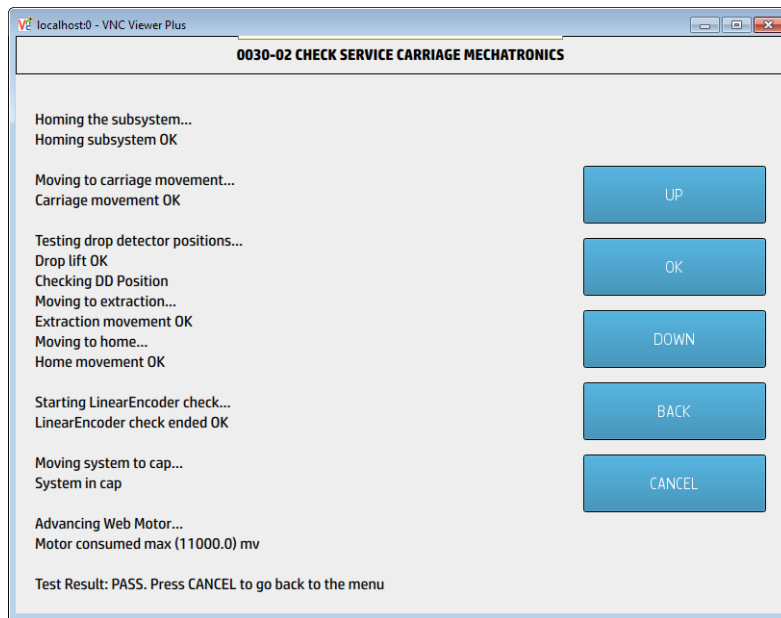 localhost:0 - VNC Viewer Plus
0030-02 CHECK SERVICE CARRIAGE MECHATRONICS
Homing the subsystem...
Homing subsystem OK
Moving to carriage movement...
Carriage movement OK
Testing drop detector positions...
Drop lift OK
Checking DD Position
Moving to extraction...
Extraction movement OK
Moving to home...
Home movement OK
Starting LinearEncoder check...
LinearEncoder check ended OK
Moving system to cap...
System in cap
Advancing Web Motor...
Motor consumed max (11000.0) mv
Test Result: PASS. Press CANCEL to go back to the menu
UP
OK
DOWN
BACK
CANCEL